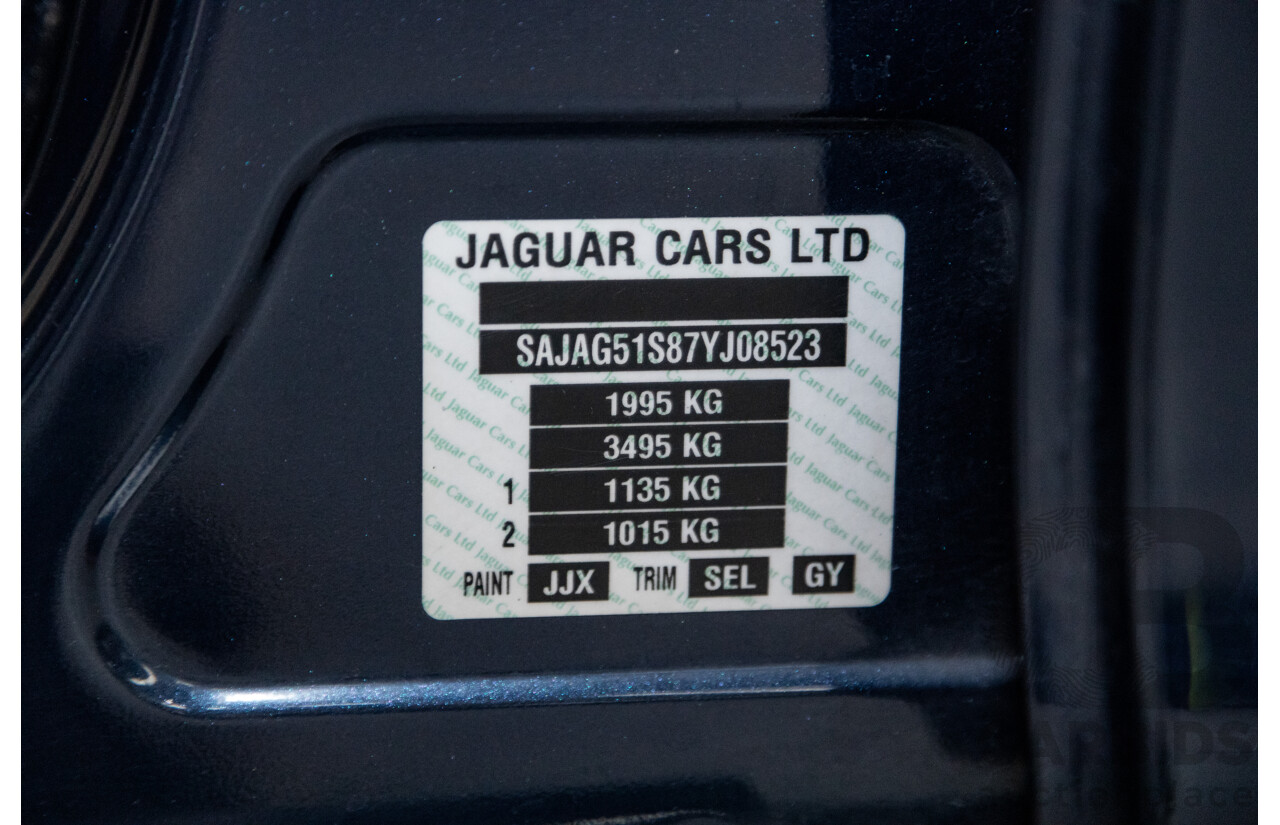 JAGUAR CARS LTD
SAJAG51S87YJ08523
1995 KG
3495 KG
1 1135 KG
2 1015 KG
PAINT JJX TRIM SEL GY